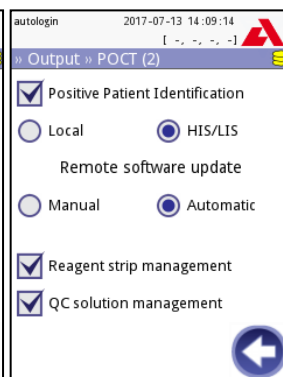 autologin 2017-07-13 14:09:14
[ -, -, -, -]
» Output » POCT (2)
Positive Patient Identification
Local HIS/LIS
Remote software update
Manual Automatic
Reagent strip management
QC solution management